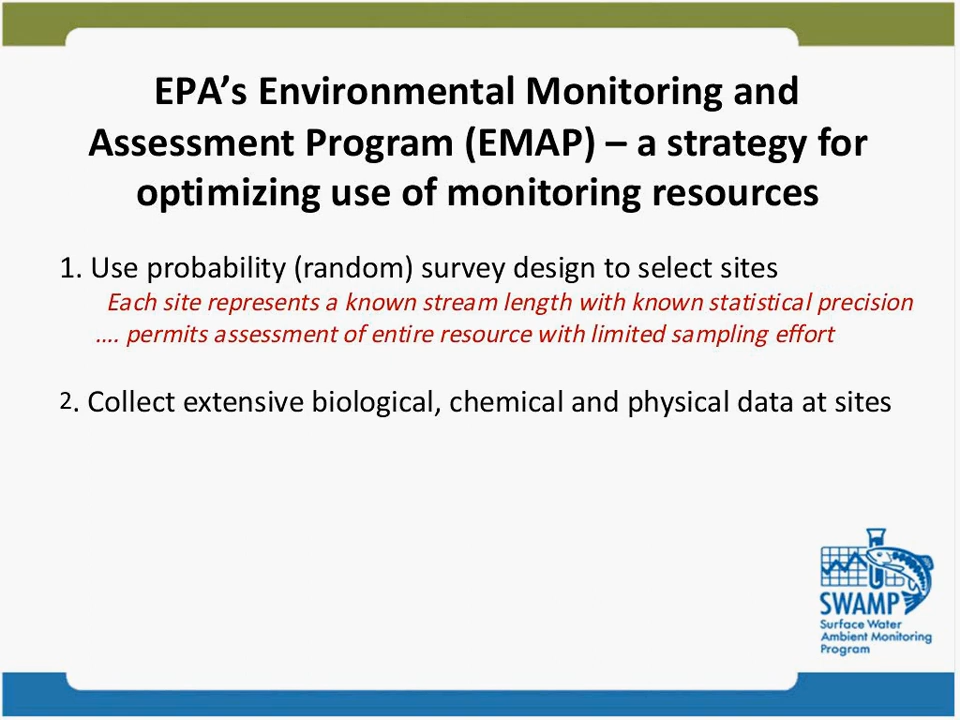 EPA’s Environmental Monitoring and
Assessment Program (EMAP) – a strategy for
optimizing use of monitoring resources
1. Use probability (random) survey design to select sites
Each site represents a known stream length with known statistical precision
…. permits assessment of entire resource with limited sampling effort
2. Collect extensive biological, chemical and physical data at sites
SWAMP
Surface Water
Ambient Monitoring
Program